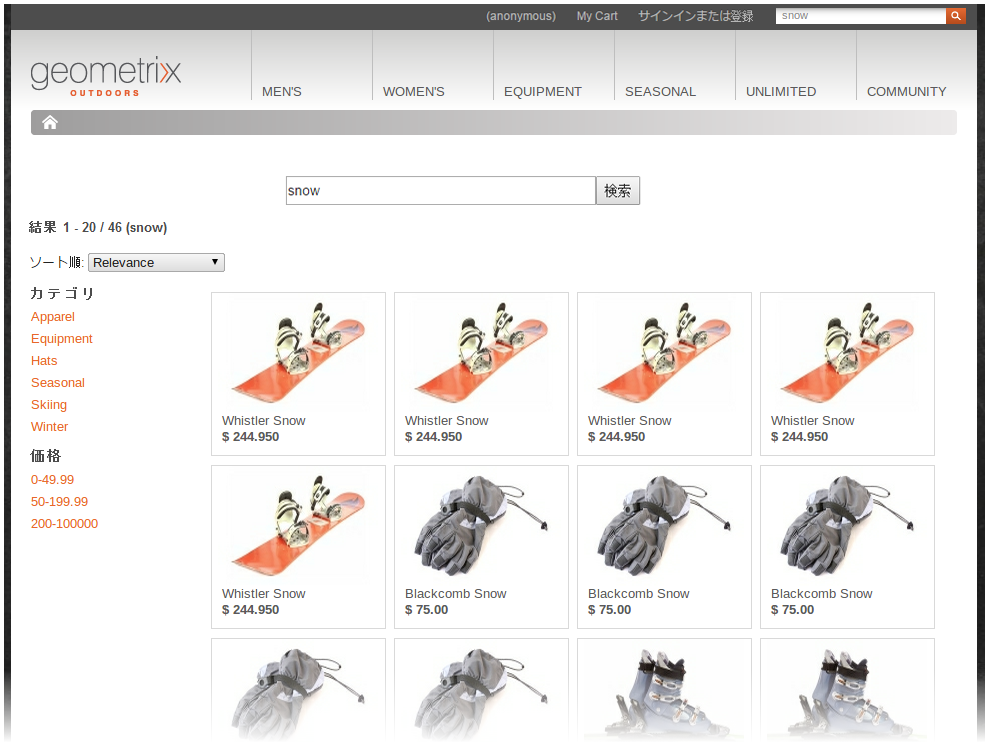 (anonymous) My Cart サインインまたは登録 snow
geometrixx
OUTDOORS
MEN'S WOMEN'S EQUIPMENT SEASONAL UNLIMITED COMMUNITY
snow 検索
結果 1 - 20 / 46 (snow)
ソート順: Relevance
カテゴリ
Apparel
Equipment
Hats
Seasonal
Skiing
Winter
価格
0-49.99
50-199.99
200-100000
Whistler Snow Whistler Snow Whistler Snow Whistler Snow
$ 244.950 $ 244.950 $ 244.950 $ 244.950
Whistler Snow Blackcomb Snow Blackcomb Snow Blackcomb Snow
$ 244.950 $ 75.00 $ 75.00 $ 75.00